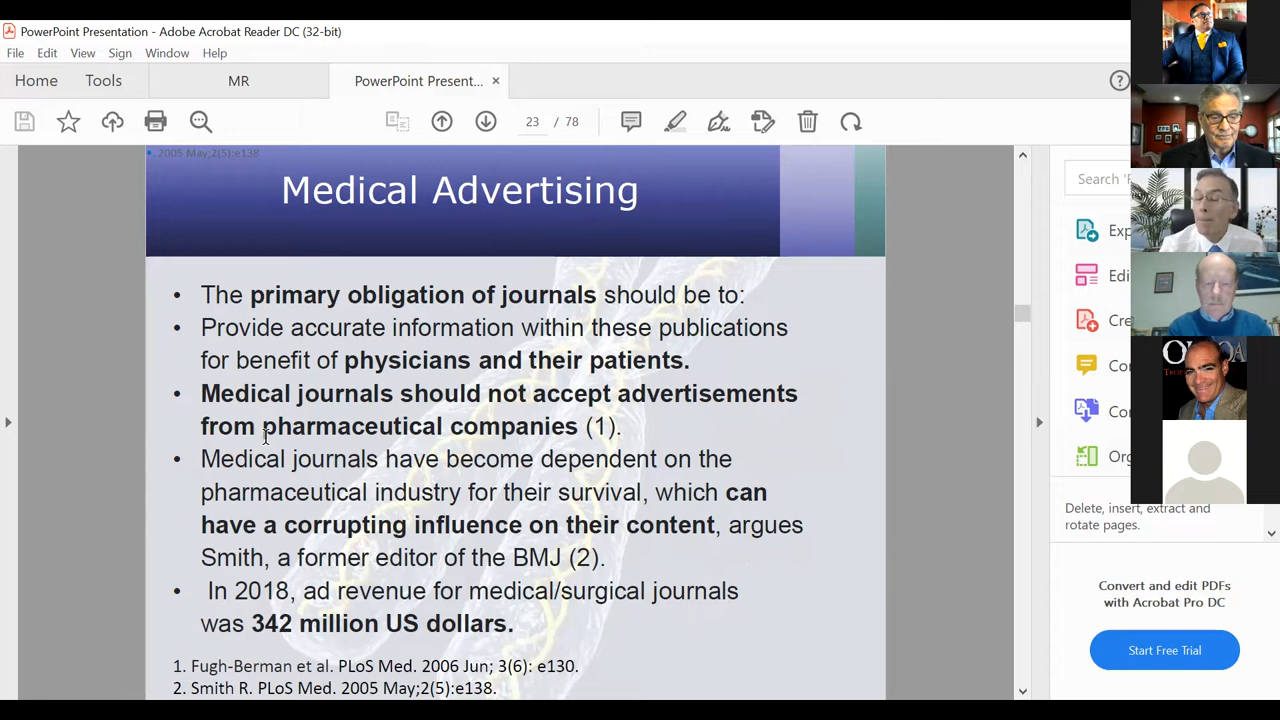 PowerPoint Presentation - Adobe Acrobat Reader DC (32-bit)
File Edit View Sign Window Help
Home Tools MR PowerPoint Present... ×
23 / 78
. 2005 May;2(5):e138
Medical Advertising
• The primary obligation of journals should be to:
• Provide accurate information within these publications
for benefit of physicians and their patients.
• Medical journals should not accept advertisements
from pharmaceutical companies (1).
• Medical journals have become dependent on the
pharmaceutical industry for their survival, which can
have a corrupting influence on their content, argues
Smith, a former editor of the BMJ (2).
• In 2018, ad revenue for medical/surgical journals
was 342 million US dollars.
1. Fugh-Berman et al. PLoS Med. 2006 Jun; 3(6): e130.
2. Smith R. PLoS Med. 2005 May;2(5):e138.
Search
Exp
Edi
Cre
Co
Co
Org
Delete, insert, extract and
rotate pages.
Convert and edit PDFs
with Acrobat Pro DC
Start Free Trial